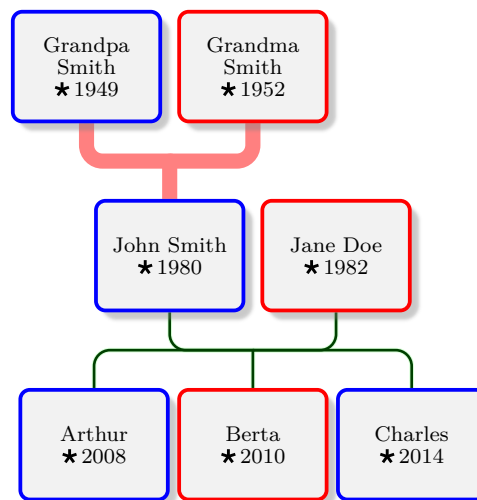 Grandpa
Smith
★1949
Grandma
Smith
★1952
John Smith
★1980
Jane Doe
★1982
Arthur
★2008
Berta
★2010
Charles
★2014